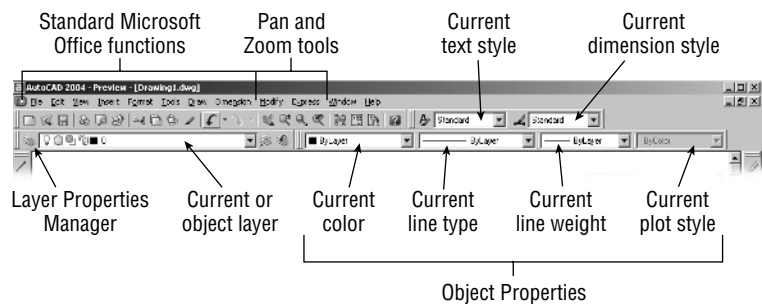 Standard Microsoft
Office functions
Pan and
Zoom tools
Current
text style
Current
dimension style
AutoCAD 2004 - Preview - [Drawing1.dwg]
File Edit View Insert Format Tools Draw Dimension Modify Express Window Help
Standard Standard
0 ByLayer ByLayer ByLayer ByColor
Layer Properties
Manager
Current or
object layer
Current
color
Current
line type
Current
line weight
Current
plot style
Object Properties